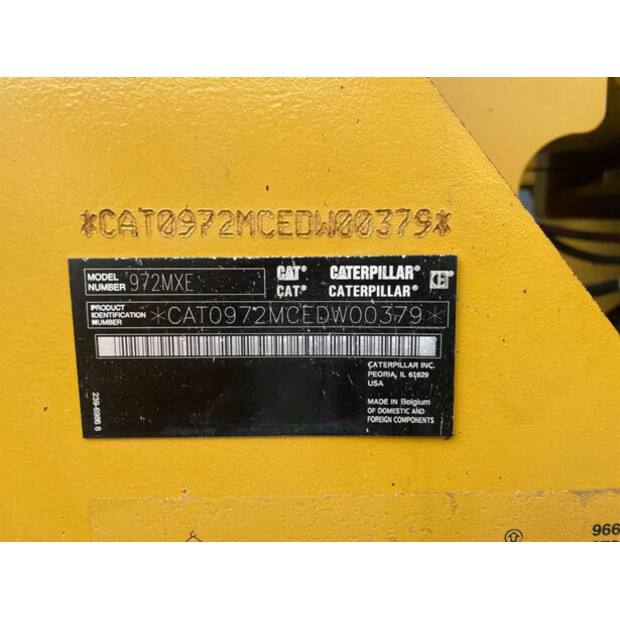 *CAT0972MCEDW00379*
MODEL NUMBER 972MXE
CAT® CATERPILLAR®
CAT® CATERPILLAR®
PRODUCT IDENTIFICATION NUMBER *CAT0972MCEDW00379*
CATERPILLAR INC.
PEORIA, IL 61629
USA
MADE IN Belgium
OF DOMESTIC AND
FOREIGN COMPONENTS
239-6986 6
966